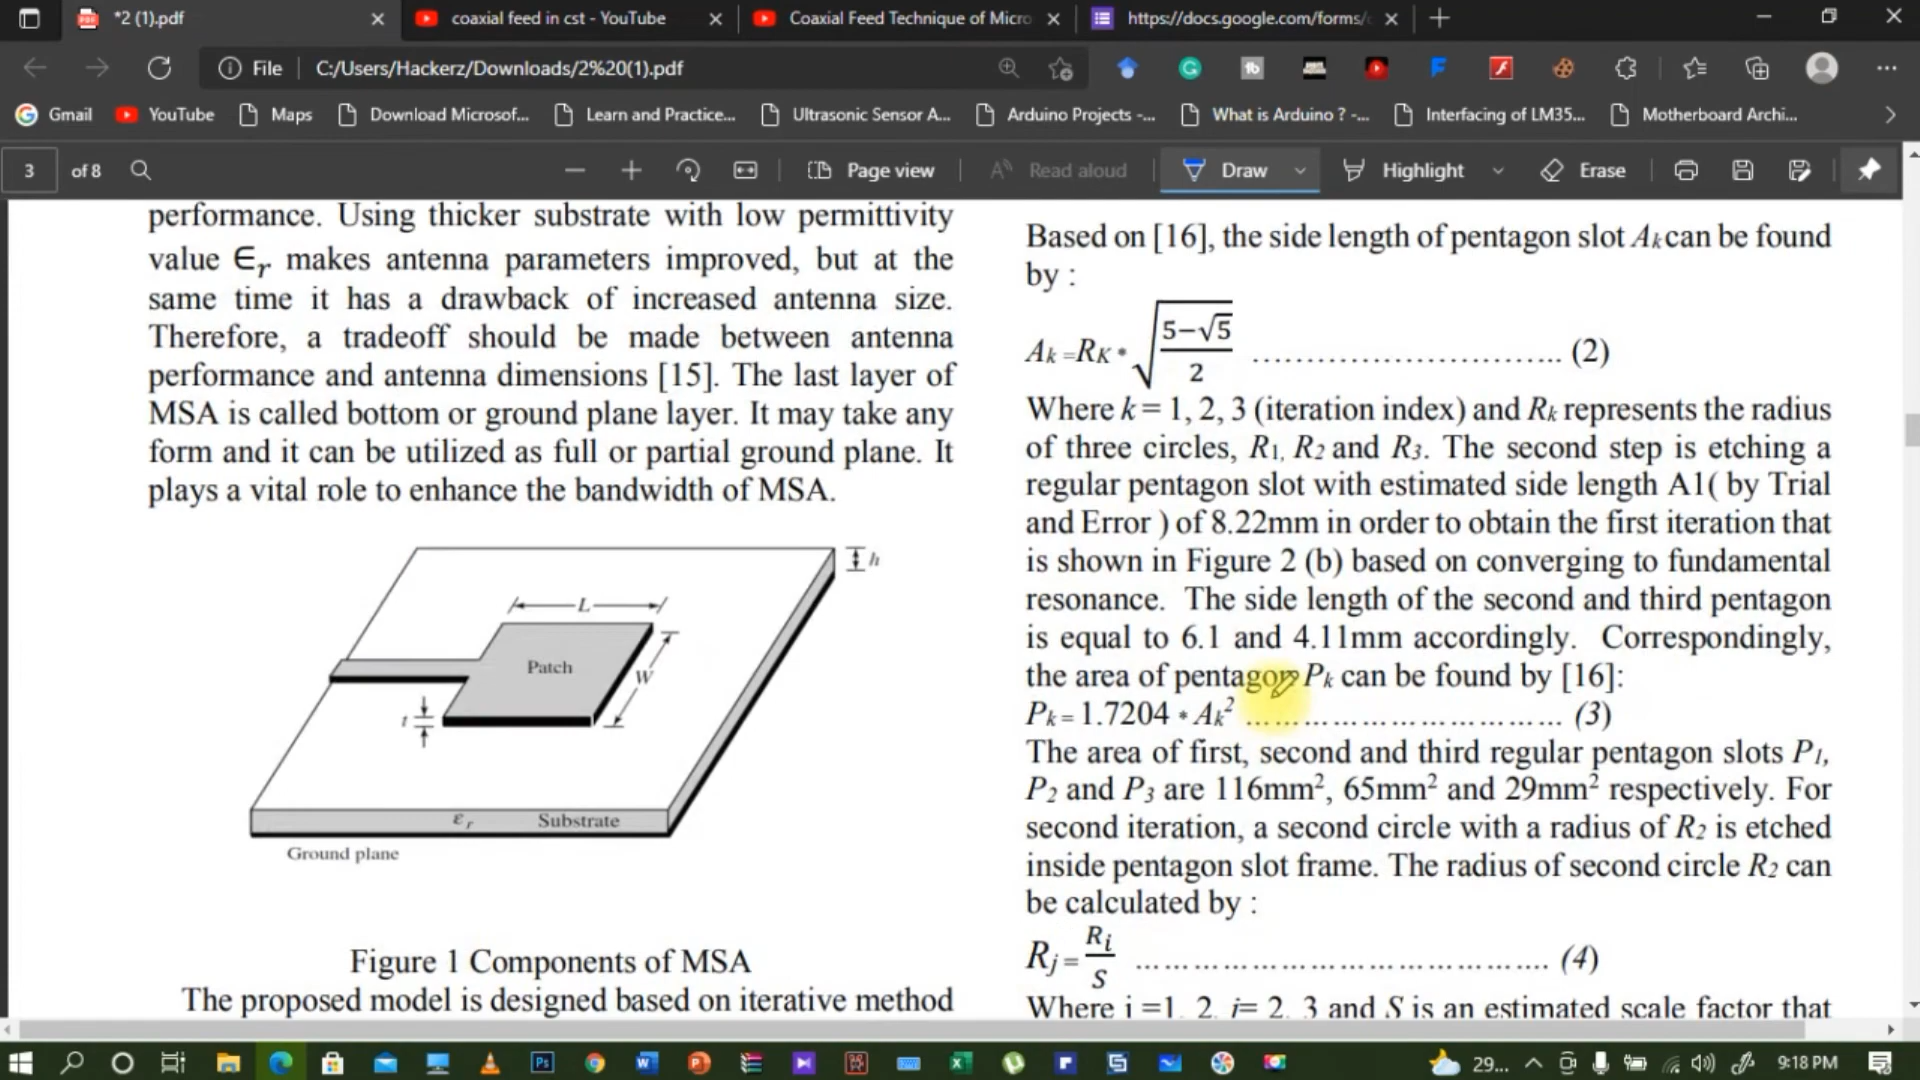 *2 (1).pdf
coaxial feed in cst - YouTube
Coaxial Feed Technique of Micro
https://docs.google.com/forms/
File
C:/Users/Hackerz/Downloads/2%20(1).pdf
Gmail
YouTube
Maps
Download Microsof...
Learn and Practice...
Ultrasonic Sensor A...
Arduino Projects -...
What is Arduino ? -...
Interfacing of LM35...
Motherboard Archi...
3 of 8
Page view
Read aloud
Draw
Highlight
Erase
performance. Using thicker substrate with low permittivity
value ∈r makes antenna parameters improved, but at the
same time it has a drawback of increased antenna size.
Therefore, a tradeoff should be made between antenna
performance and antenna dimensions [15]. The last layer of
MSA is called bottom or ground plane layer. It may take any
form and it can be utilized as full or partial ground plane. It
plays a vital role to enhance the bandwidth of MSA.
h
L
Patch
W
t
εr
Substrate
Ground plane
Figure 1 Components of MSA
The proposed model is designed based on iterative method
Based on [16], the side length of pentagon slot Ak can be found
by :
Ak =RK * √((5−√5)/2) ................................ (2)
Where k = 1, 2, 3 (iteration index) and Rk represents the radius
of three circles, R1, R2 and R3. The second step is etching a
regular pentagon slot with estimated side length A1( by Trial
and Error ) of 8.22mm in order to obtain the first iteration that
is shown in Figure 2 (b) based on converging to fundamental
resonance. The side length of the second and third pentagon
is equal to 6.1 and 4.11mm accordingly. Correspondingly,
the area of pentagon Pk can be found by [16]:
Pk = 1.7204 * Ak² ................................ (3)
The area of first, second and third regular pentagon slots P1,
P2 and P3 are 116mm², 65mm² and 29mm² respectively. For
second iteration, a second circle with a radius of R2 is etched
inside pentagon slot frame. The radius of second circle R2 can
be calculated by :
Rj = Ri/S ................................ (4)
Where i =1, 2, j= 2, 3 and S is an estimated scale factor that
29...
9:18 PM